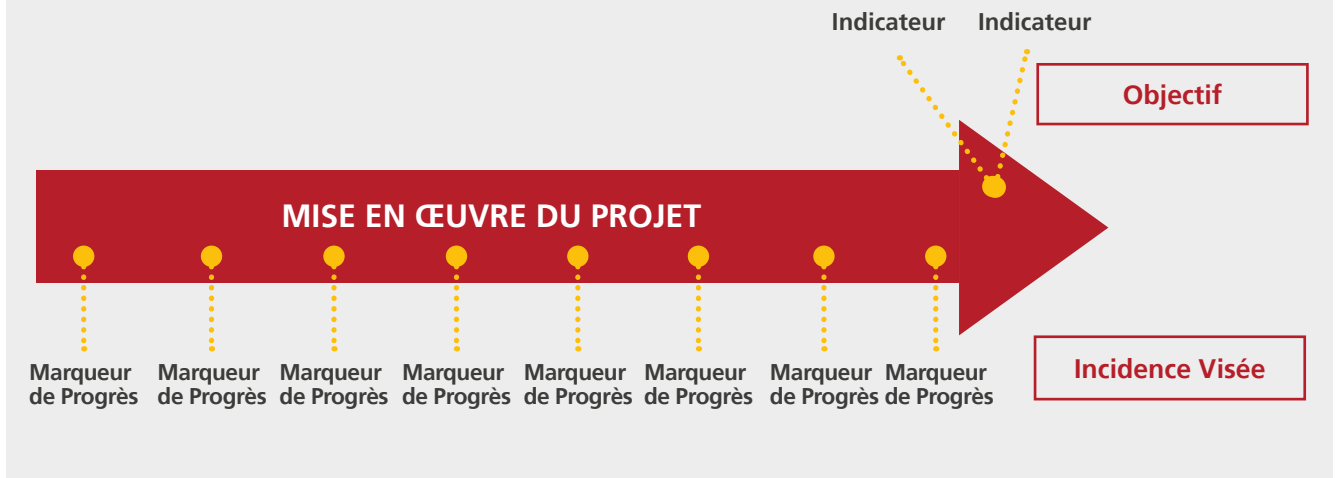 Indicateur Indicateur
Objectif
MISE EN ŒUVRE DU PROJET
Marqueur Marqueur Marqueur Marqueur Marqueur Marqueur Marqueur Marqueur
de Progrès de Progrès de Progrès de Progrès de Progrès de Progrès de Progrès de Progrès
Incidence Visée